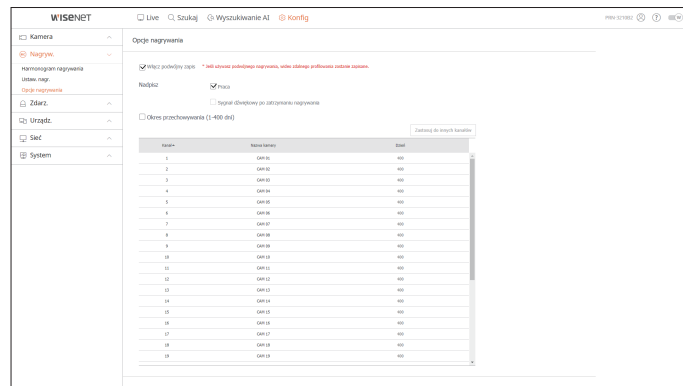 WISENET
Live Szukaj Wyszukiwanie AI Konfig
PRN-3210B2
Kamera
Nagryw.
Harmonogram nagrywania
Ustaw. nagr.
Opcje nagrywania
Zdarz.
Urządz.
Sieć
System
Opcje nagrywania
Włącz podwójny zapis * Jeśli używasz podwójnego nagrywania, wideo zdalnego profilowania zostanie zapisane.
Nadpisz Praca
Sygnał dźwiękowy po zatrzymaniu nagrywania
Okres przechowywania (1-400 dni)
Zastosuj do innych kanałów
Kanał Nazwa kamery Dzień
1 CAM 01 400
2 CAM 02 400
3 CAM 03 400
4 CAM 04 400
5 CAM 05 400
6 CAM 06 400
7 CAM 07 400
8 CAM 08 400
9 CAM 09 400
10 CAM 10 400
11 CAM 11 400
12 CAM 12 400
13 CAM 13 400
14 CAM 14 400
15 CAM 15 400
16 CAM 16 400
17 CAM 17 400
18 CAM 18 400
19 CAM 19 400